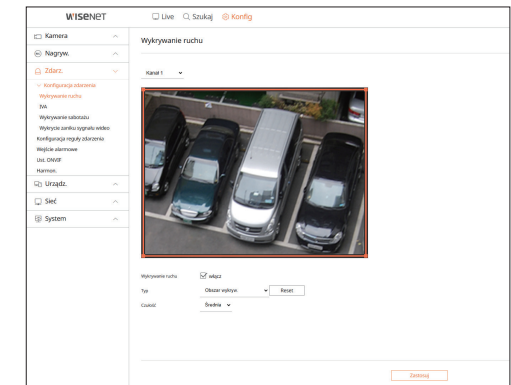 WISENET
Live Szukaj Konfig
Kamera
Nagryw.
Zdarz.
Konfiguracja zdarzenia
Wykrywanie ruchu
IVA
Wykrywanie sabotażu
Wykrycie zaniku sygnału wideo
Konfiguracja reguły zdarzenia
Wejście alarmowe
Ust. ONVIF
Harmon.
Urządz.
Sieć
System
Wykrywanie ruchu
Kanał 1
Wykrywanie ruchu włącz
Typ Obszar wykryw. Reset
Czułość Średnia
Zastosuj